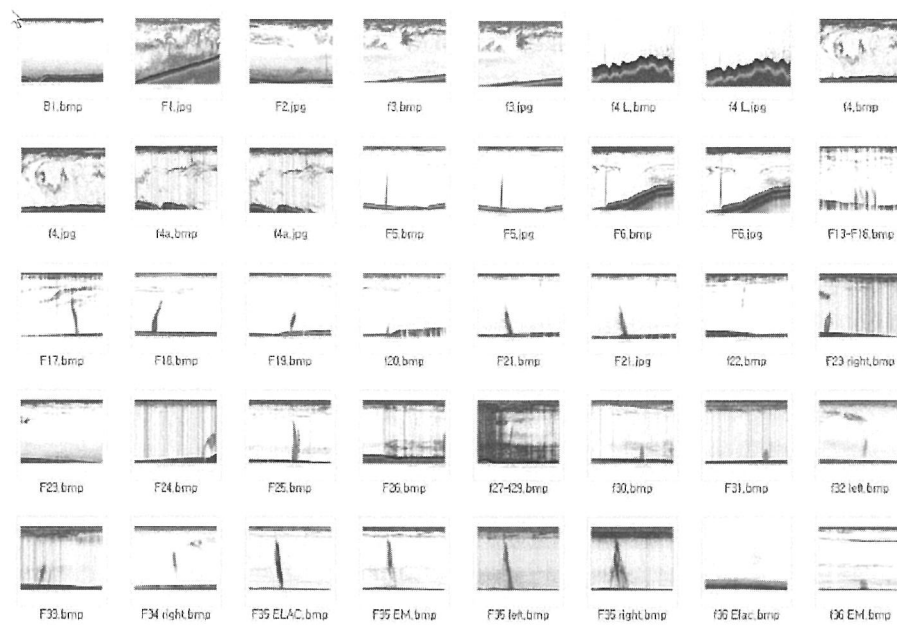 B1.bmp F1.jpg F2.jpg f3.bmp f3.jpg f4 L.bmp f4 L.jpg f4.bmp
f4.jpg f4a.bmp f4a.jpg F5.bmp F5.jpg F6.bmp F6.jpg F13-F16.bmp
F17.bmp F18.bmp F19.bmp f20.bmp F21.bmp F21.jpg f22.bmp F23 right.bmp
F23.bmp F24.bmp F25.bmp F26.bmp f27-f29.bmp f30.bmp F31.bmp f32 left.bmp
F33.bmp F34 right.bmp F35 ELAC.bmp F35 EM.bmp F35 left.bmp F35 right.bmp f36 Elac.bmp f36 EM.bmp